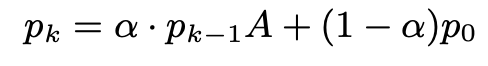 p_k = α · p_{k−1}A + (1 − α)p_0